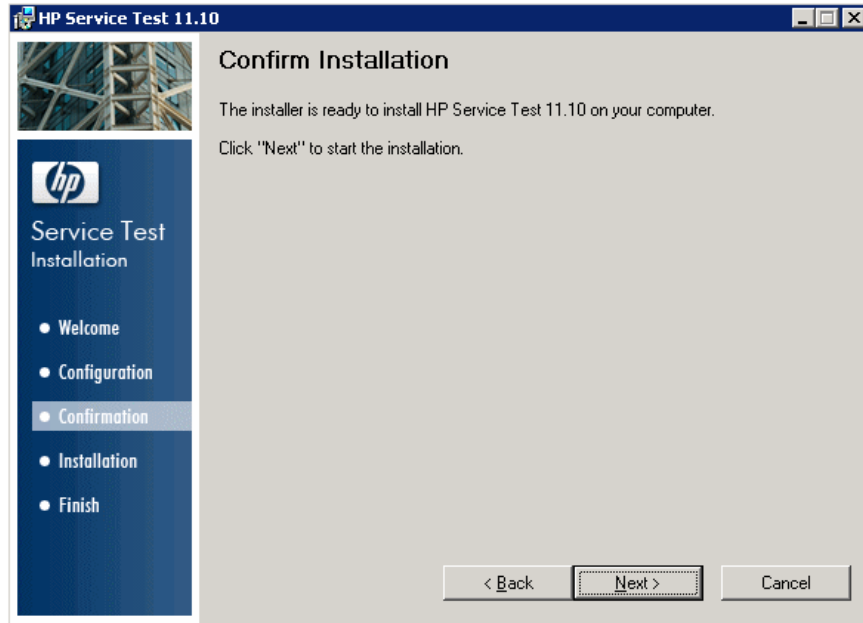 HP Service Test 11.10
Confirm Installation
The installer is ready to install HP Service Test 11.10 on your computer.
Click "Next" to start the installation.
hp
Service Test
Installation
Welcome
Configuration
Confirmation
Installation
Finish
< Back
Next >
Cancel